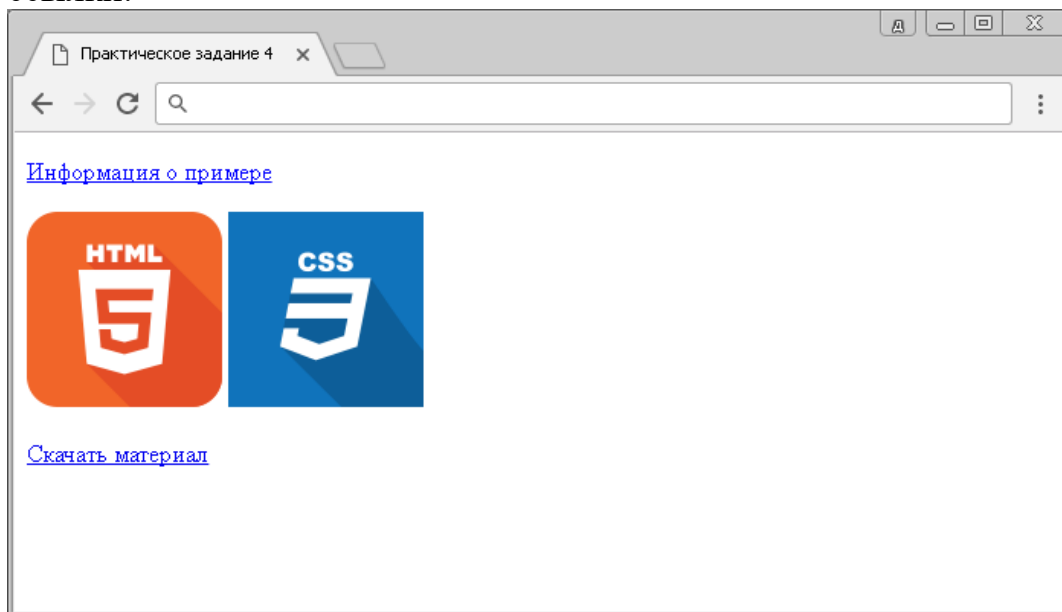 Практическое задание 4
Информация о примере
HTML
5
CSS
3
Скачать материал